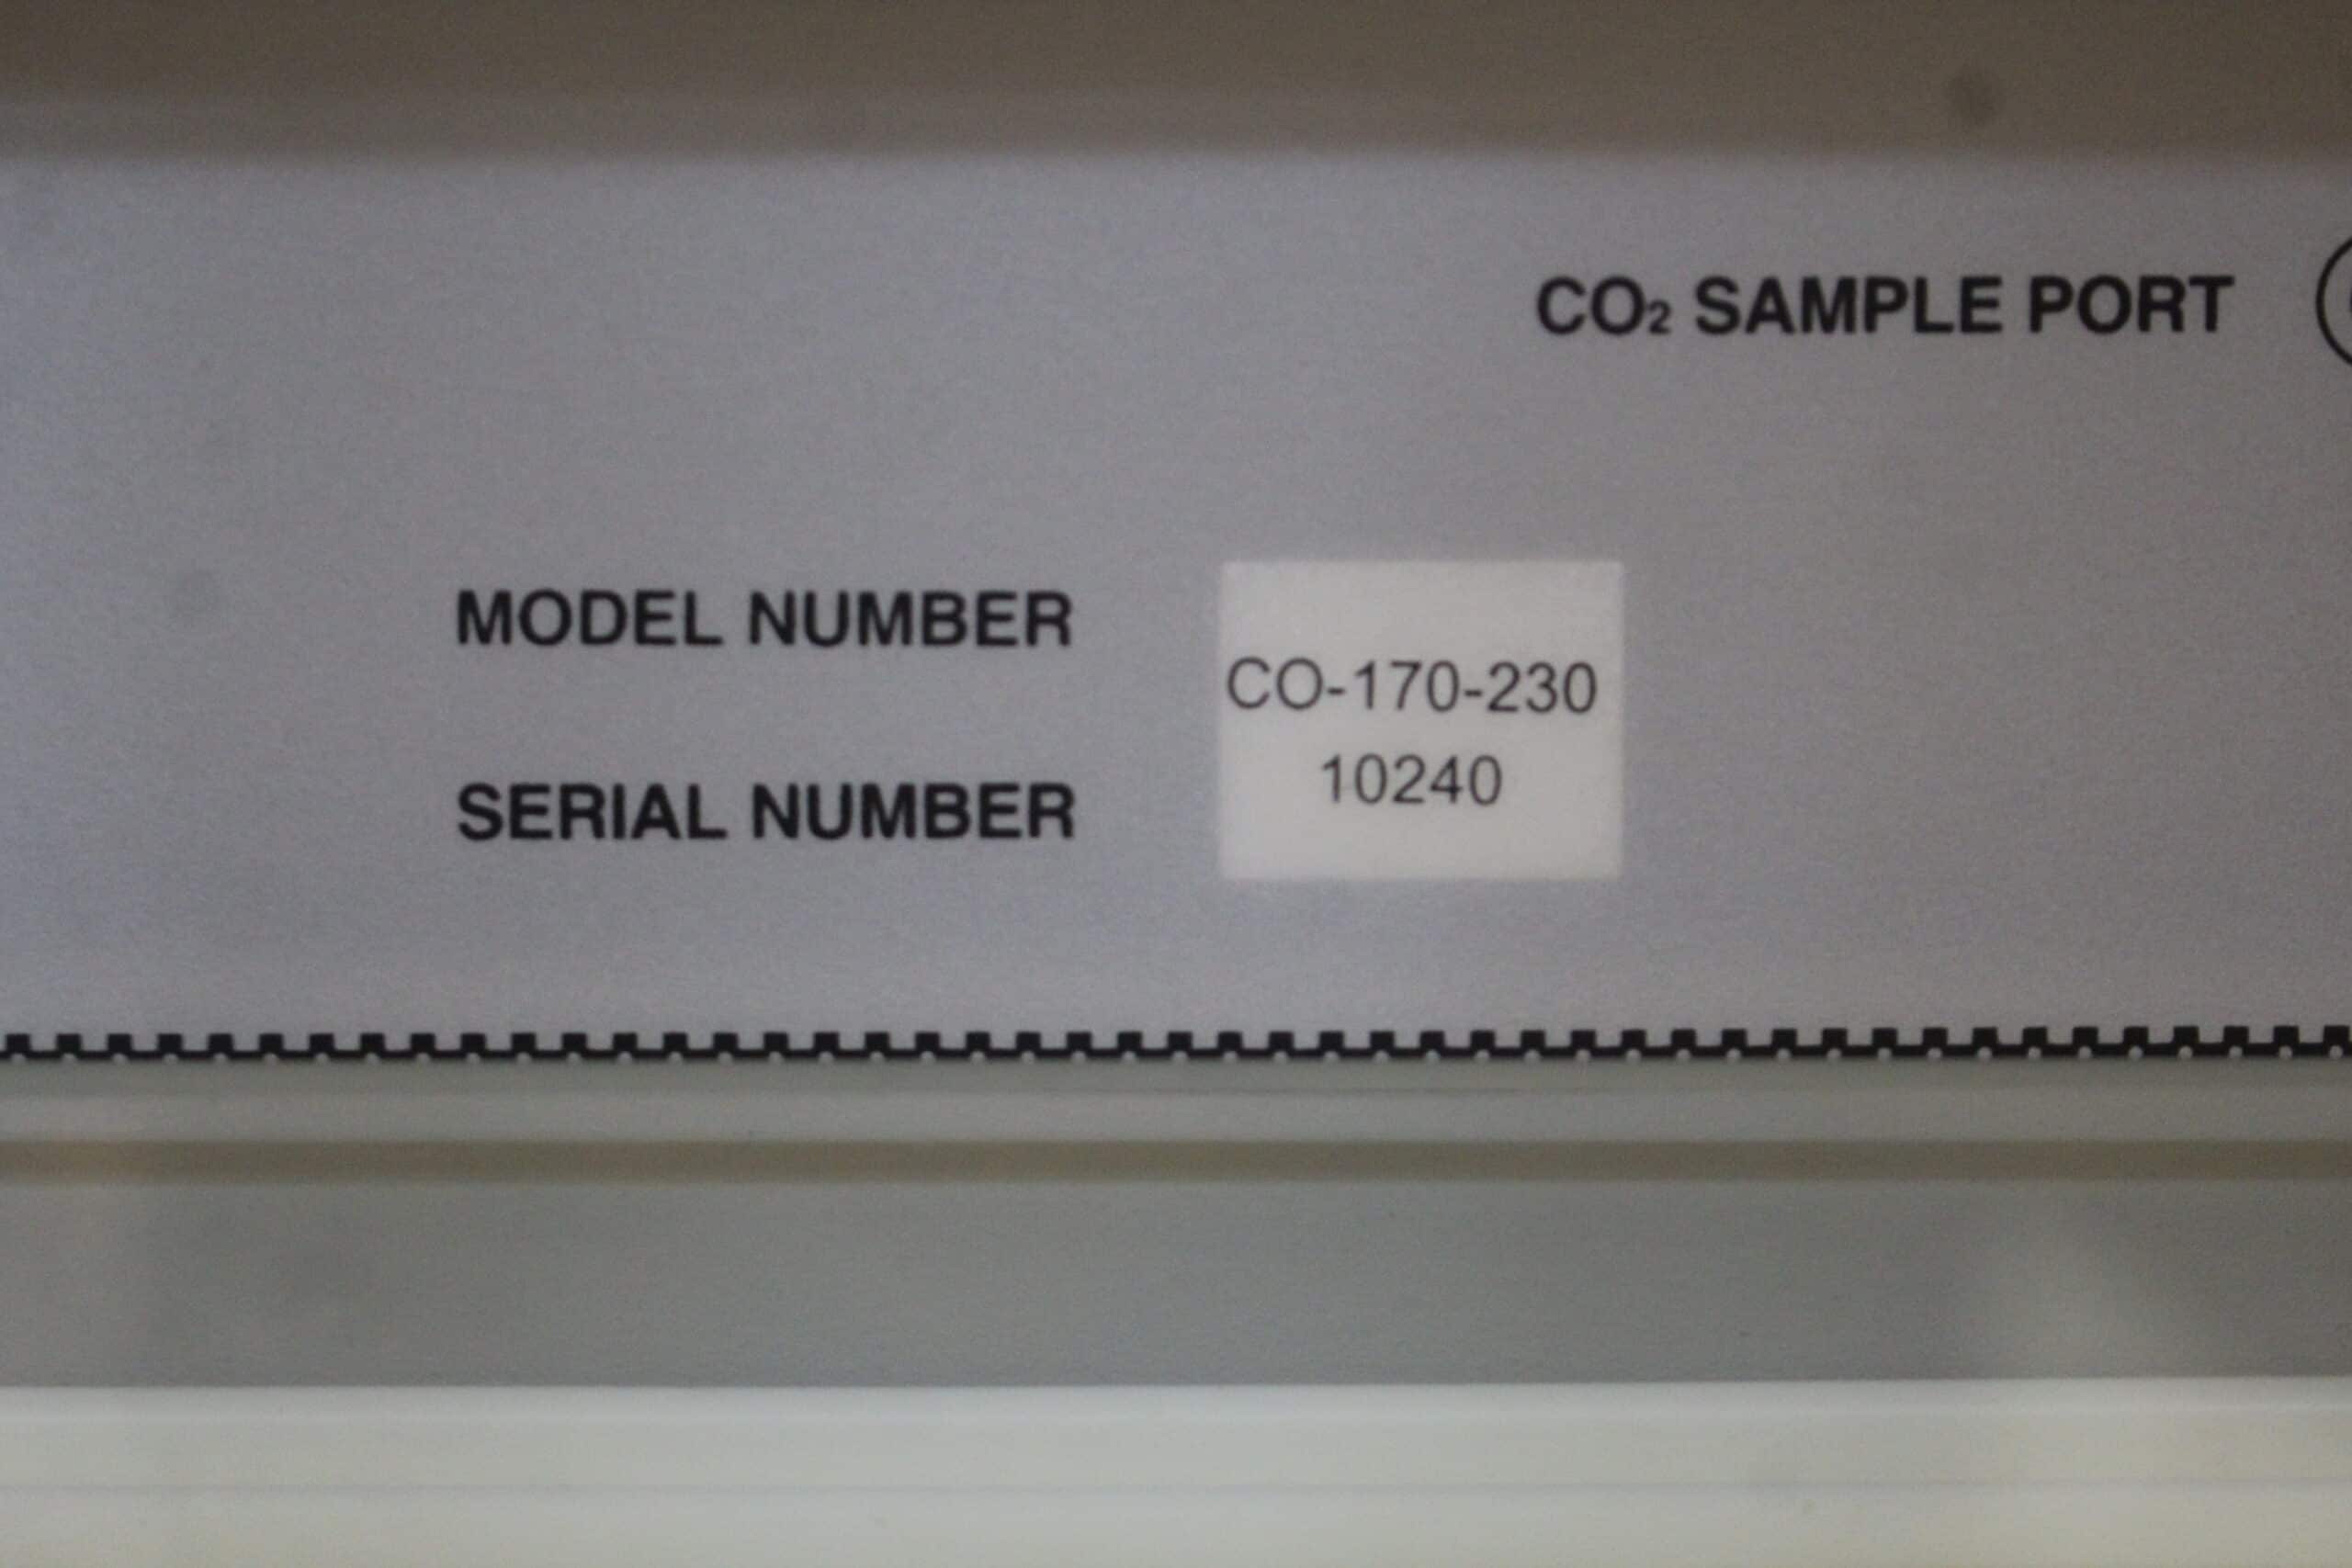 CO₂ SAMPLE PORT
MODEL NUMBER
CO-170-230
SERIAL NUMBER
10240